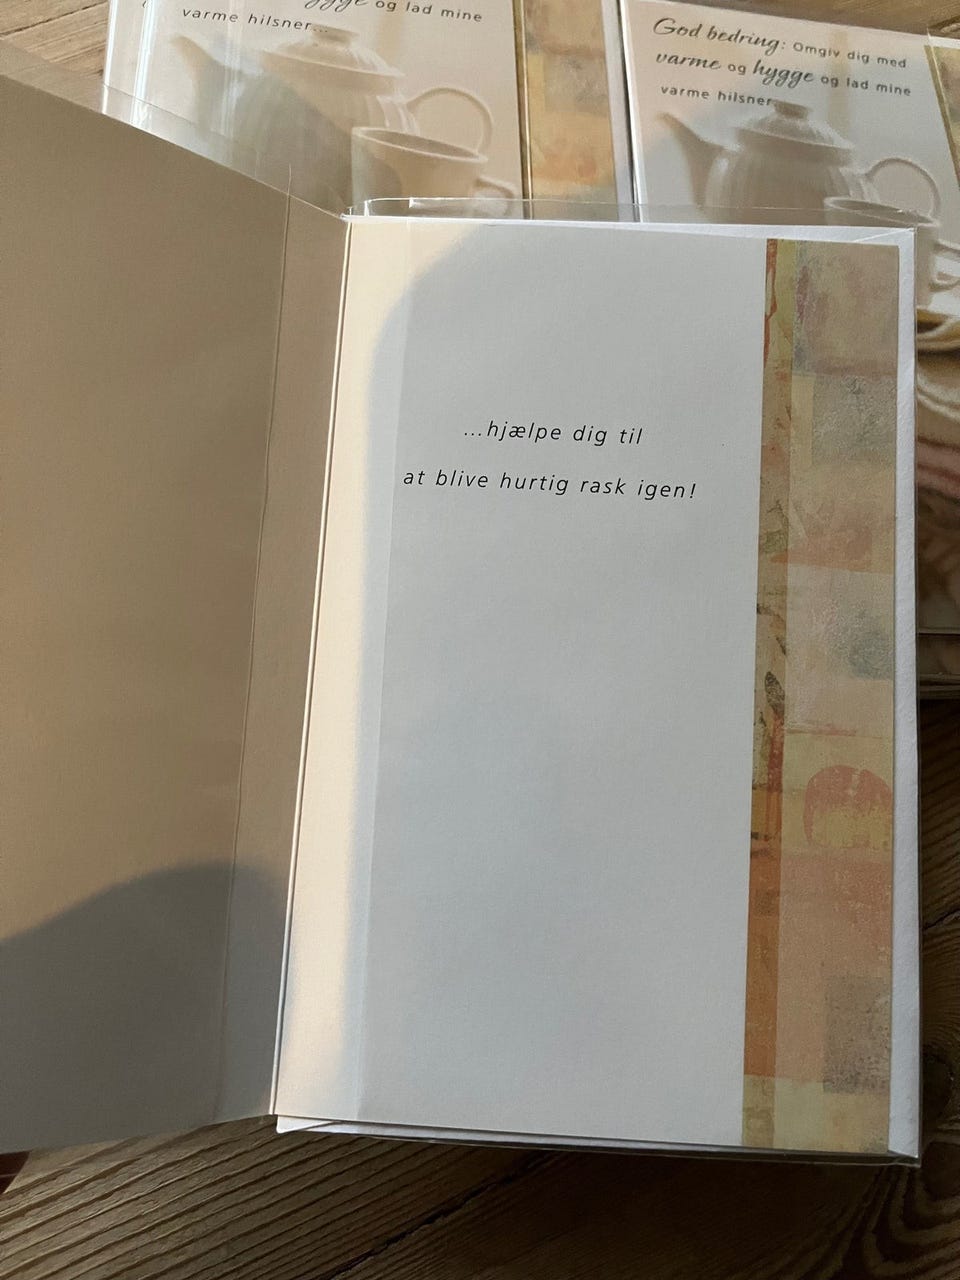 hygge og lad mine
varme hilsner...
God bedring: Omgiv dig med
varme og hygge og lad mine
varme hilsner...
...hjælpe dig til
at blive hurtig rask igen!